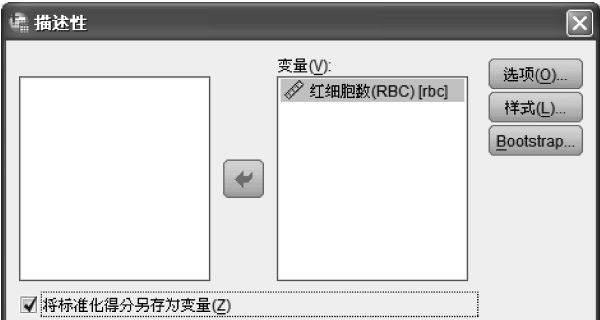 描述性
变量(V):
红细胞数(RBC) [rbc]
选项(O)...
样式(L)...
Bootstrap...
将标准化得分另存为变量(Z)